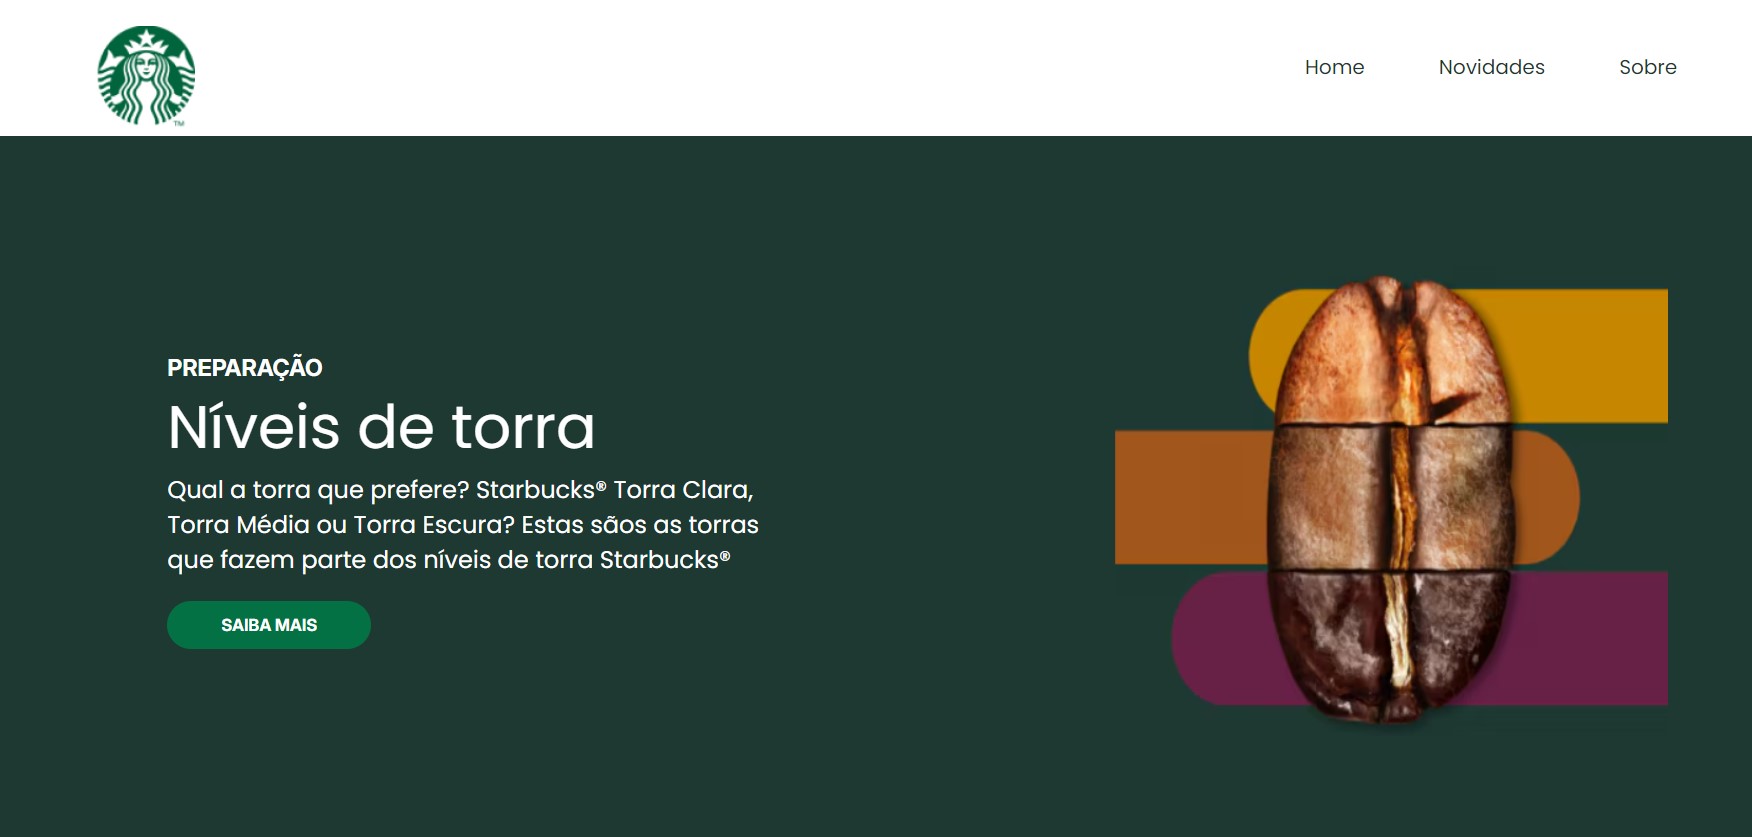 TM
Home
Novidades
Sobre
PREPARAÇÃO
Níveis de torra
Qual a torra que prefere? Starbucks® Torra Clara,
Torra Média ou Torra Escura? Estas sãos as torras
que fazem parte dos níveis de torra Starbucks®
SAIBA MAIS